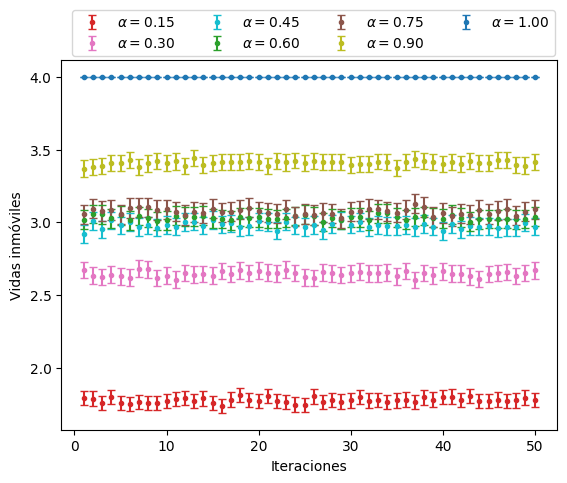 α = 0.15 α = 0.45 α = 0.75 α = 1.00
α = 0.30 α = 0.60 α = 0.90
4.0
3.5
3.0
2.5
2.0
Vidas inmóviles
0 10 20 30 40 50
Iteraciones